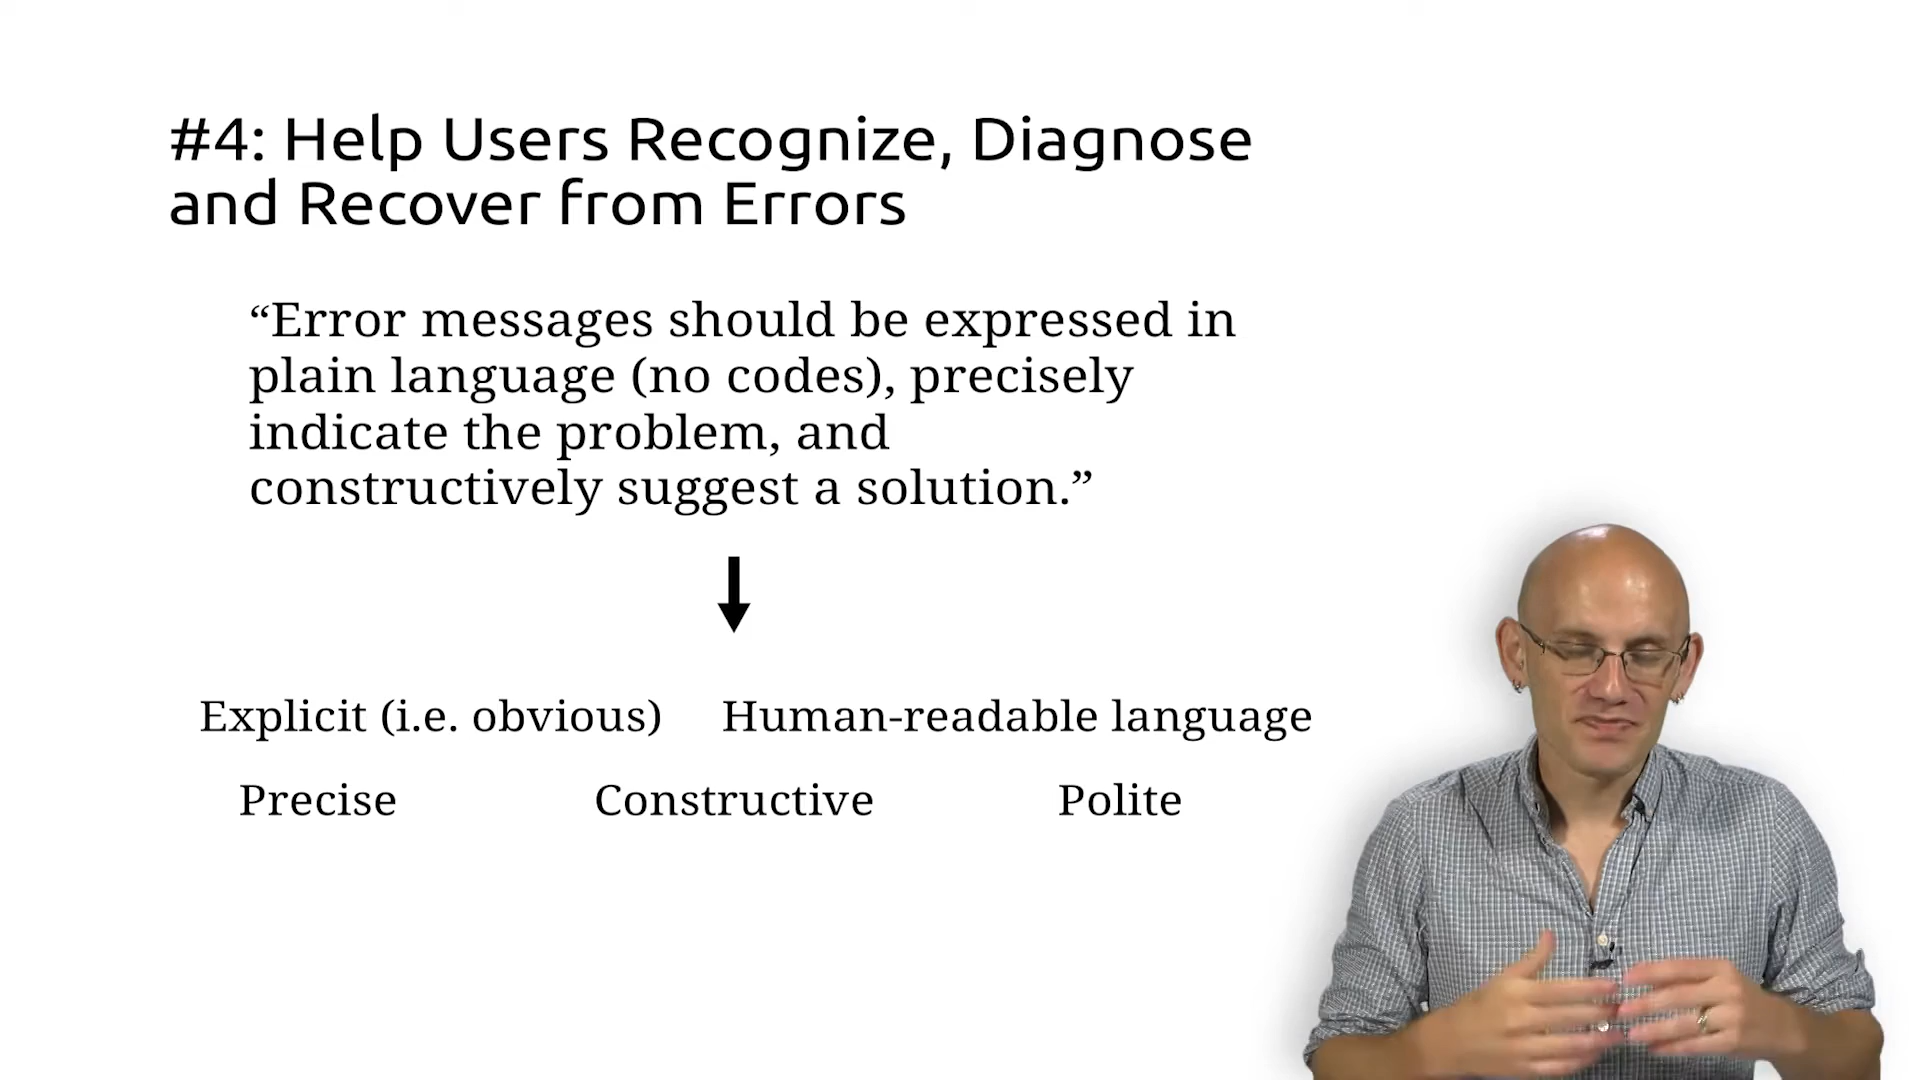 #4: Help Users Recognize, Diagnose
and Recover from Errors
“Error messages should be expressed in
plain language (no codes), precisely
indicate the problem, and
constructively suggest a solution.”
Explicit (i.e. obvious) Human-readable language
Precise Constructive Polite